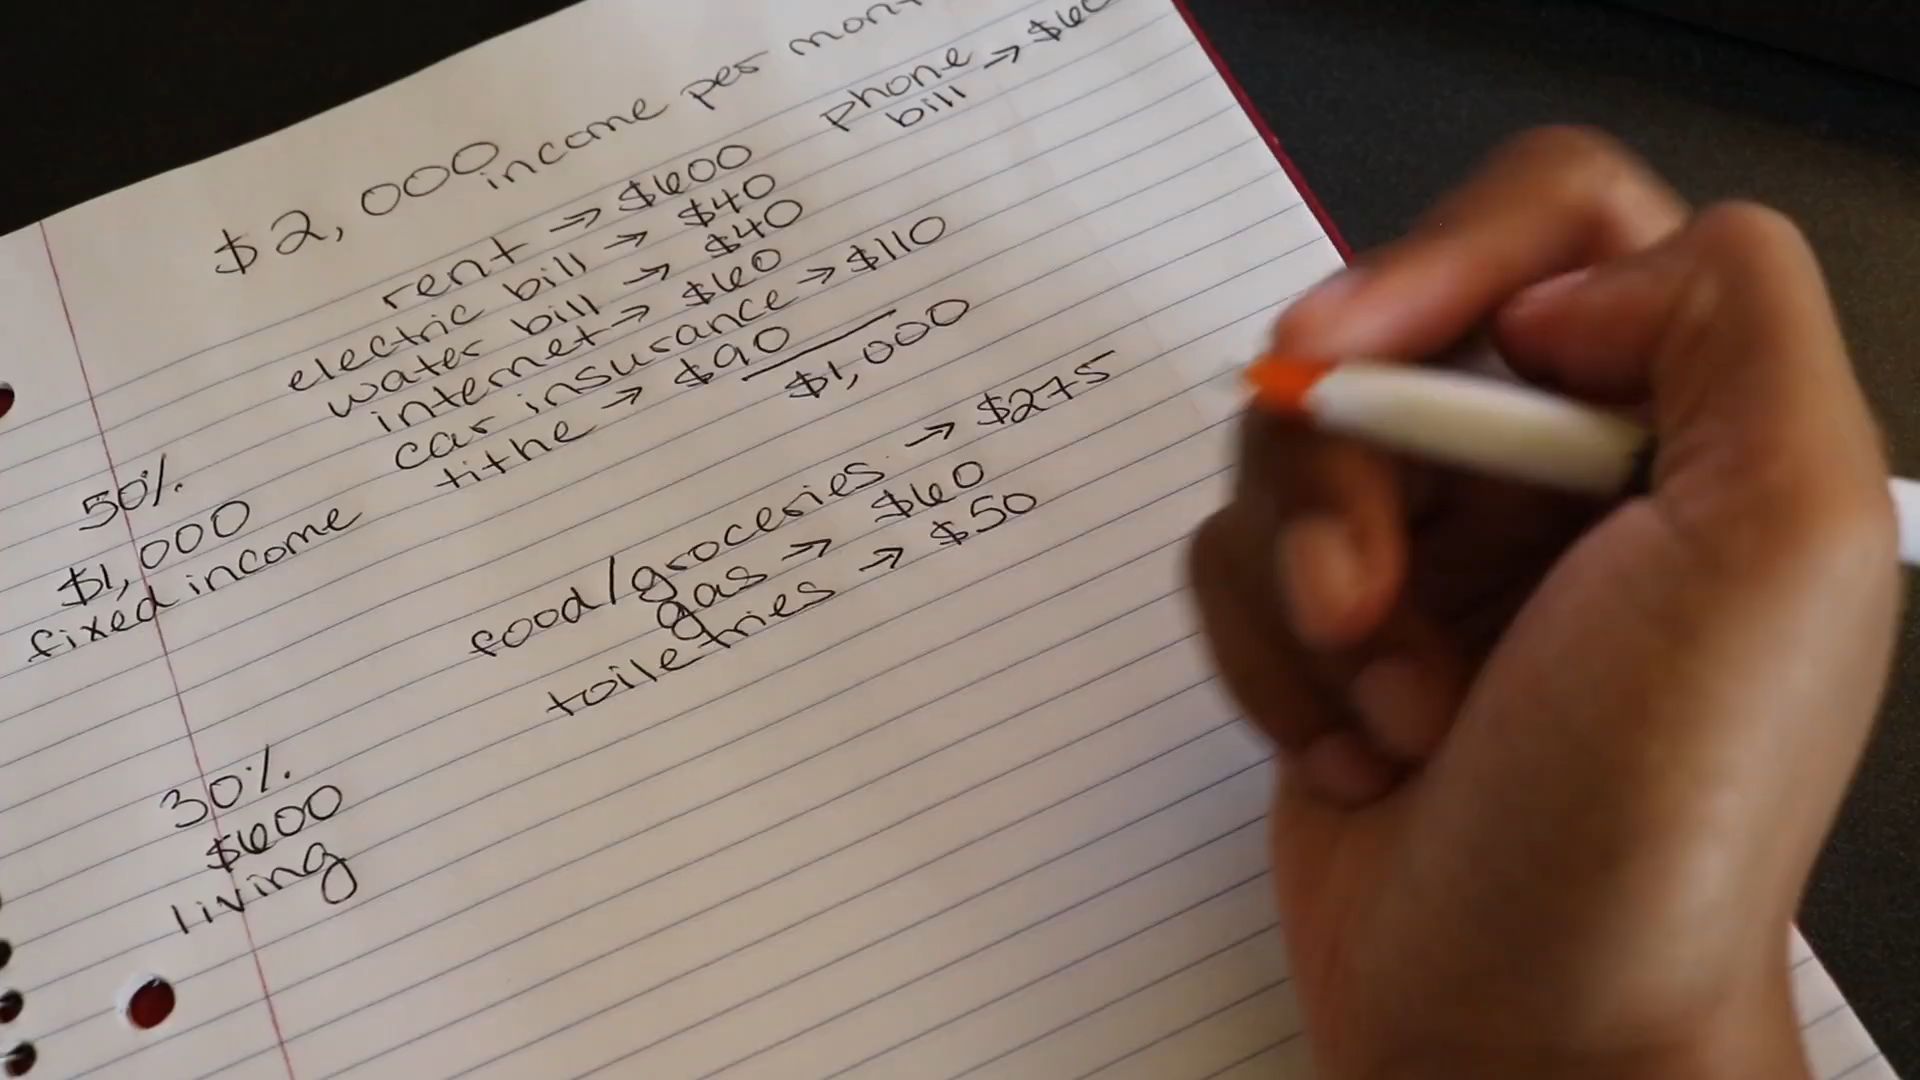 $2,000 income per
phone bill →
rent → $600
electric bill → $40
water bill → $40
internet → $60
car insurance → $110
tithe → $90
$1,000
50%
$1,000
fixed income
food/groceries → $275
gas → $60
toiletries → $50
30%
$600
living